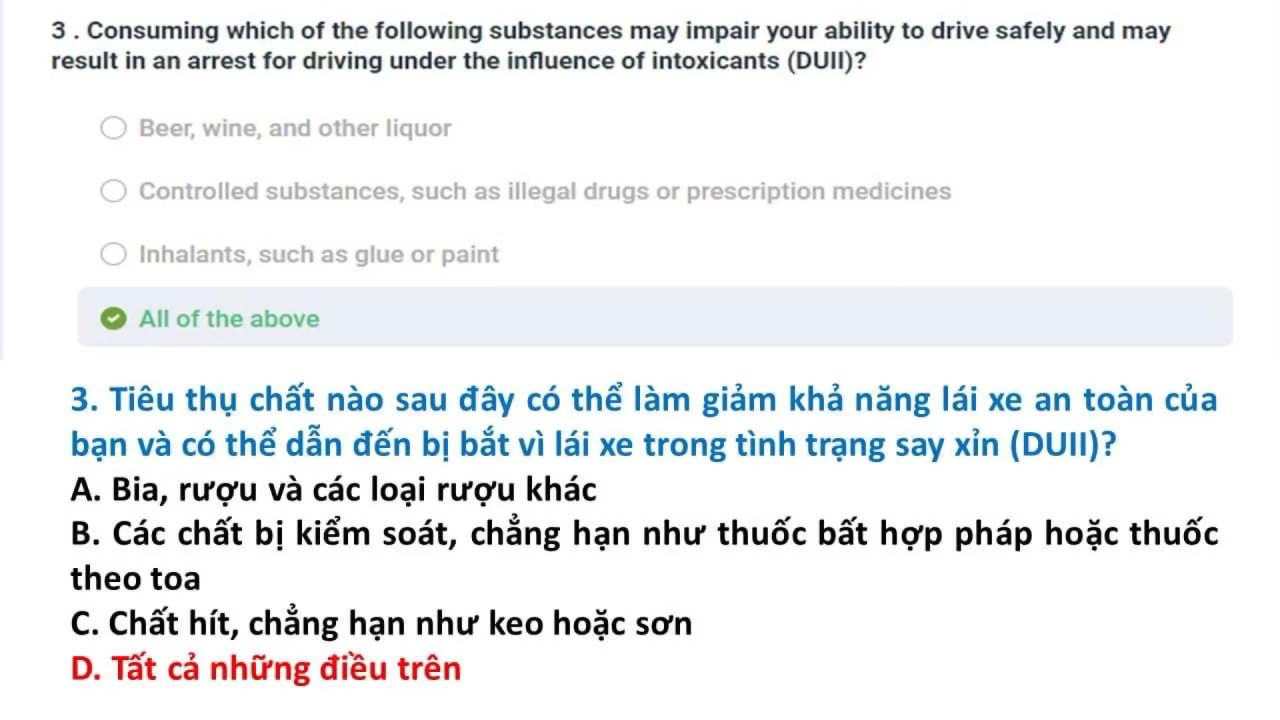 3 . Consuming which of the following substances may impair your ability to drive safely and may
result in an arrest for driving under the influence of intoxicants (DUII)?
Beer, wine, and other liquor
Controlled substances, such as illegal drugs or prescription medicines
Inhalants, such as glue or paint
All of the above
3. Tiêu thụ chất nào sau đây có thể làm giảm khả năng lái xe an toàn của
bạn và có thể dẫn đến bị bắt vì lái xe trong tình trạng say xỉn (DUII)?
A. Bia, rượu và các loại rượu khác
B. Các chất bị kiểm soát, chẳng hạn như thuốc bất hợp pháp hoặc thuốc
theo toa
C. Chất hít, chẳng hạn như keo hoặc sơn
D. Tất cả những điều trên